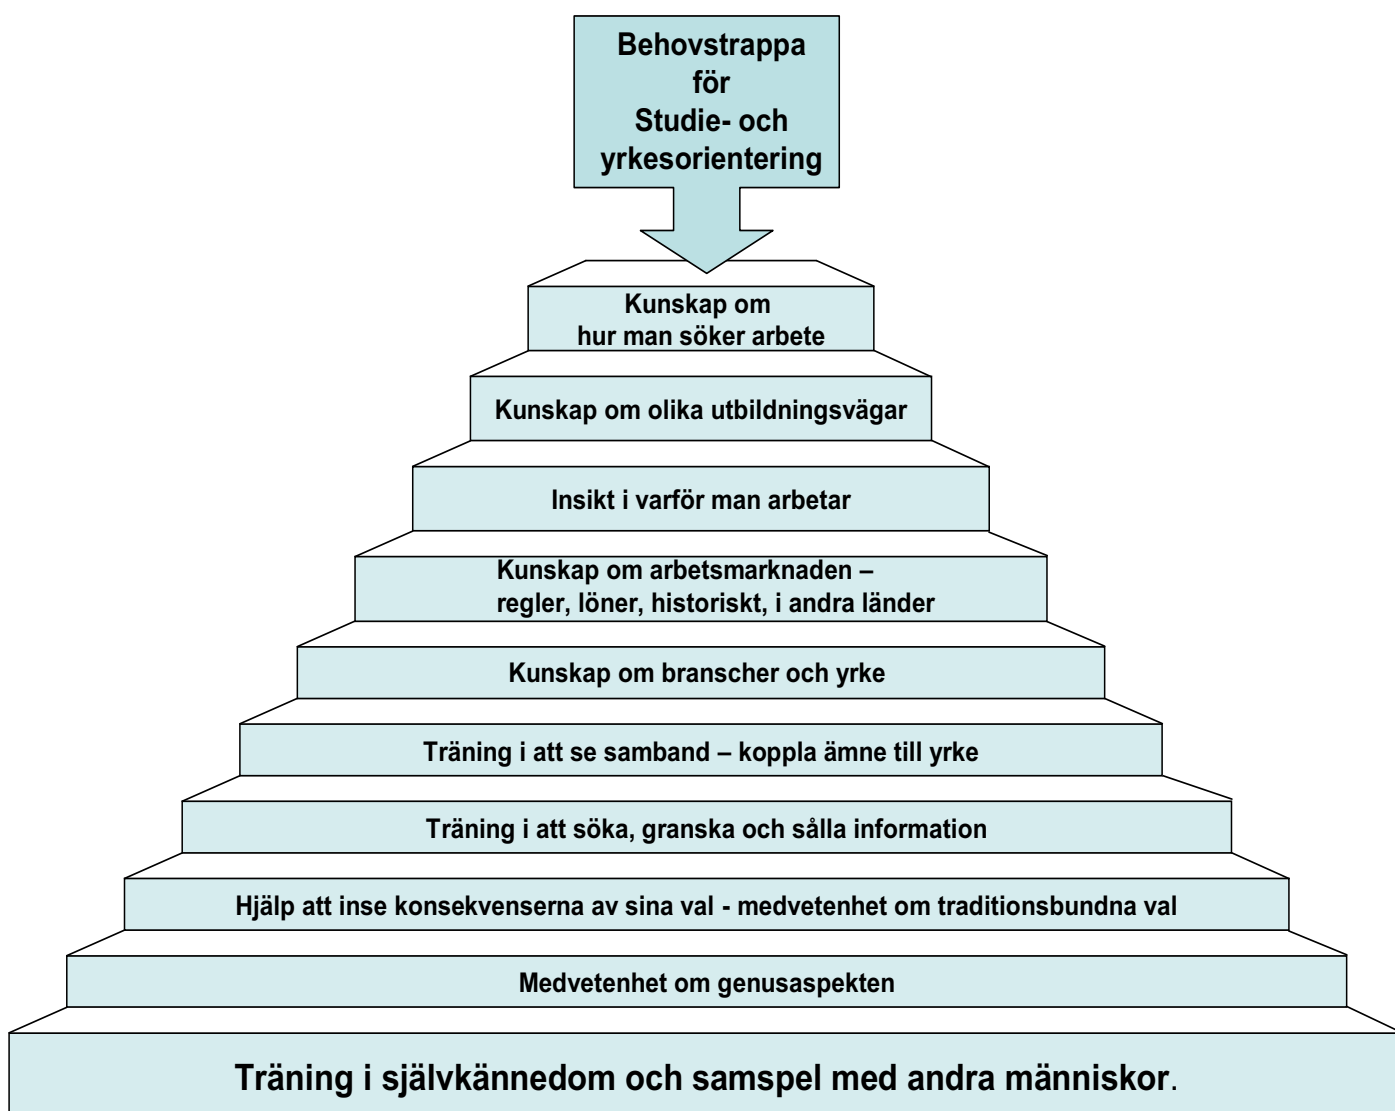 Behovstrappa
för
Studie- och
yrkesorientering
Kunskap om
hur man söker arbete
Kunskap om olika utbildningsvägar
Insikt i varför man arbetar
Kunskap om arbetsmarknaden –
regler, löner, historiskt, i andra länder
Kunskap om branscher och yrke
Träning i att se samband – koppla ämne till yrke
Träning i att söka, granska och sålla information
Hjälp att inse konsekvenserna av sina val - medvetenhet om traditionsbundna val
Medvetenhet om genusaspekten
Träning i självkännedom och samspel med andra människor.